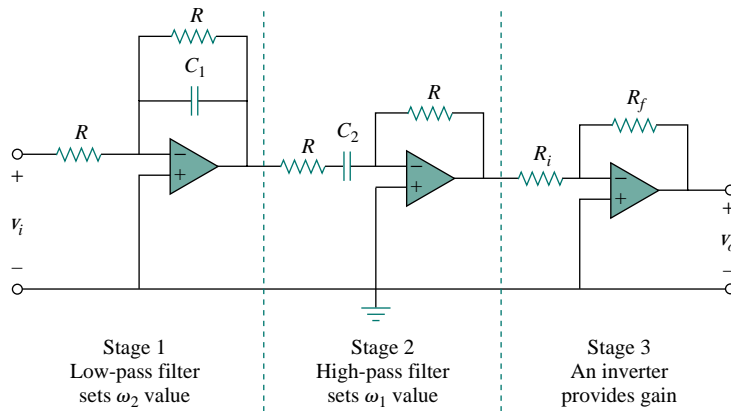 R
C1
R
R
C2
R
Rf
Ri
−
+
−
+
−
+
+
vi
−
+
vo
−
Stage 1
Low-pass filter
sets ω2 value
Stage 2
High-pass filter
sets ω1 value
Stage 3
An inverter
provides gain